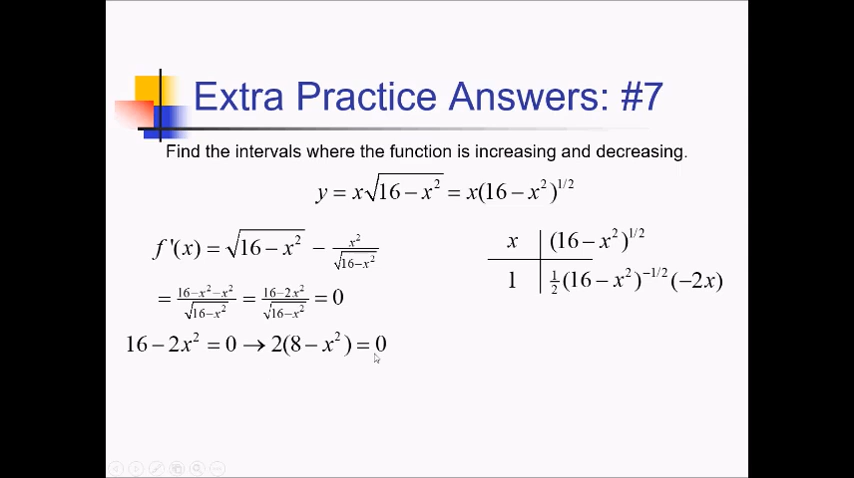 Extra Practice Answers: #7
Find the intervals where the function is increasing and decreasing.
y = x√(16 − x²) = x(16 − x²)^{1/2}
f'(x) = √(16 − x²) − x²/√(16−x²)
= (16−x²−x²)/√(16−x²) = (16−2x²)/√(16−x²) = 0
16 − 2x² = 0 → 2(8 − x²) = 0
x | (16 − x²)^{1/2}
1 | ½(16 − x²)^{−1/2}(−2x)